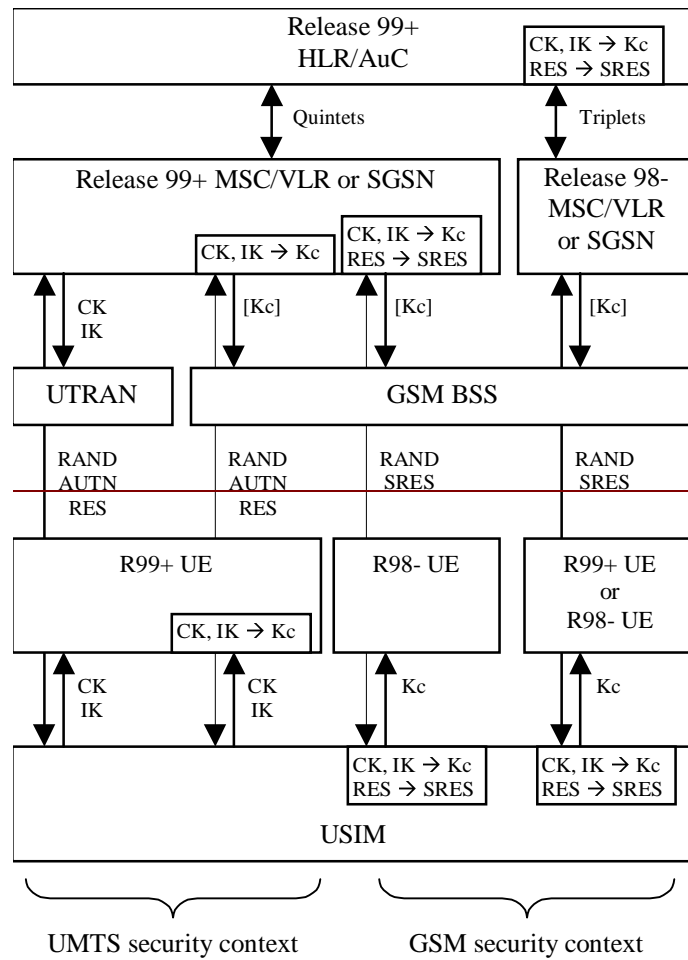 Release 99+
HLR/AuC
CK, IK → Kc
RES → SRES
Quintets
Triplets
Release 99+ MSC/VLR or SGSN
CK, IK → Kc
CK, IK → Kc
RES → SRES
Release 98-
MSC/VLR
or SGSN
CK
IK
[Kc]
[Kc]
[Kc]
UTRAN
GSM BSS
RAND
AUTN
RES
RAND
AUTN
RES
RAND
SRES
RAND
SRES
R99+ UE
CK, IK → Kc
R98- UE
R99+ UE
or
R98- UE
CK
IK
CK
IK
Kc
Kc
CK, IK → Kc
RES → SRES
CK, IK → Kc
RES → SRES
USIM
UMTS security context
GSM security context